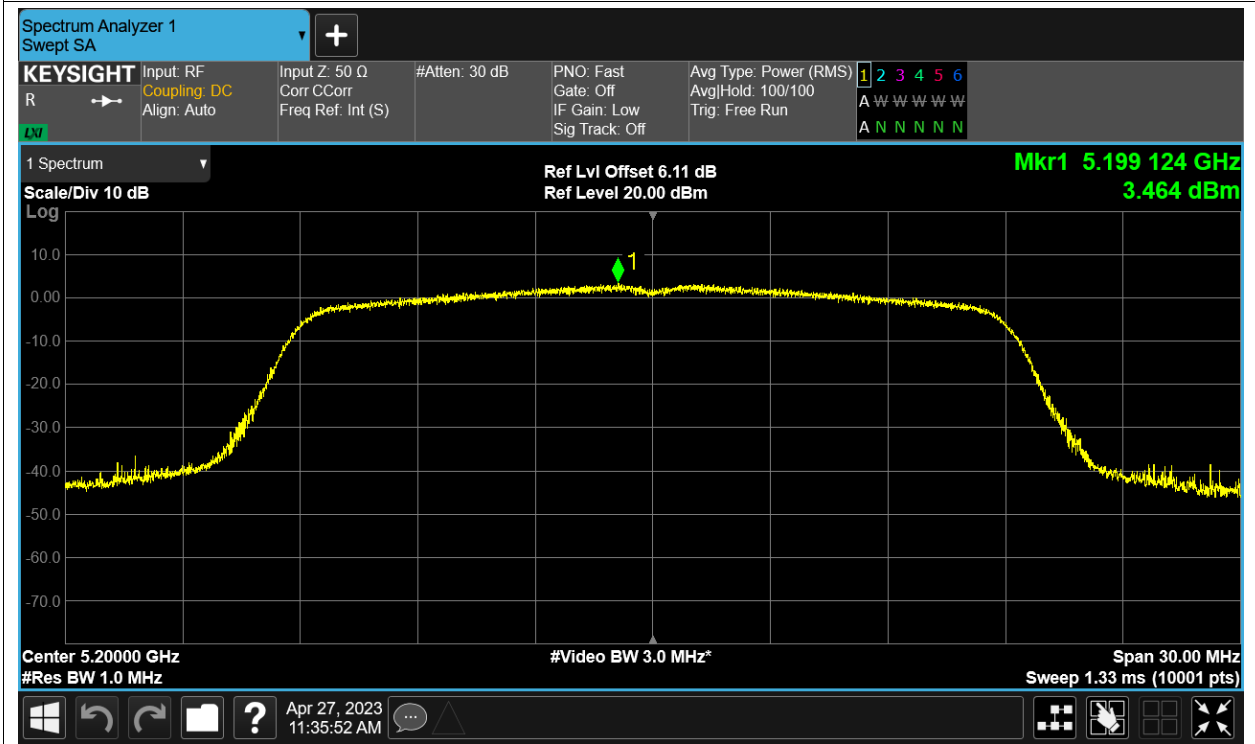 Spectrum Analyzer 1
Swept SA
+
KEYSIGHT
R
LXI
Input: RF
Coupling: DC
Align: Auto
Input Z: 50 Ω
Corr CCorr
Freq Ref: Int (S)
#Atten: 30 dB
PNO: Fast
Gate: Off
IF Gain: Low
Sig Track: Off
Avg Type: Power (RMS)
Avg|Hold: 100/100
Trig: Free Run
1 2 3 4 5 6
A W W W W W
A N N N N N
1 Spectrum
Scale/Div 10 dB
Log
Ref Lvl Offset 6.11 dB
Ref Level 20.00 dBm
Mkr1 5.199 124 GHz
3.464 dBm
1
10.0
0.00
-10.0
-20.0
-30.0
-40.0
-50.0
-60.0
-70.0
Center 5.20000 GHz
#Res BW 1.0 MHz
#Video BW 3.0 MHz*
Span 30.00 MHz
Sweep 1.33 ms (10001 pts)
?
Apr 27, 2023
11:35:52 AM